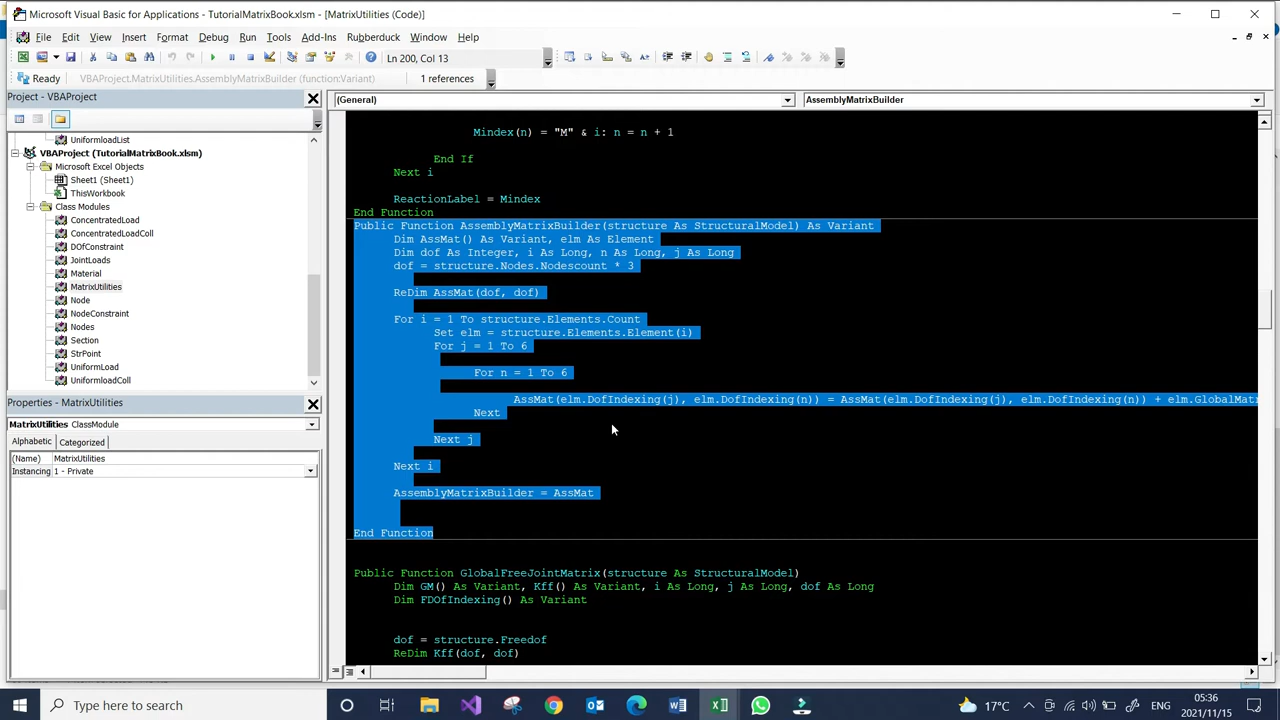 Microsoft Visual Basic for Applications - TutorialMatrixBook.xlsm - [MatrixUtilities (Code)]
File Edit View Insert Format Debug Run Tools Add-Ins Rubberduck Window Help
Ln 200, Col 13
Ready VBAProject.MatrixUtilities.AssemblyMatrixBuilder (function:Variant) 1 references
Project - VBAProject
UniformloadList
VBAProject (TutorialMatrixBook.xlsm)
Microsoft Excel Objects
Sheet1 (Sheet1)
ThisWorkbook
Class Modules
ConcentratedLoad
ConcentratedLoadColl
DOfConstraint
JointLoads
Material
MatrixUtilities
Node
NodeConstraint
Nodes
Section
StrPoint
UniformLoad
UniformloadColl
Properties - MatrixUtilities
MatrixUtilities ClassModule
Alphabetic Categorized
(Name) MatrixUtilities
Instancing 1 - Private
(General) AssemblyMatrixBuilder
Mindex(n) = "M" & i: n = n + 1
End If
Next i
ReactionLabel = Mindex
End Function
Public Function AssemblyMatrixBuilder(structure As StructuralModel) As Variant
Dim AssMat() As Variant, elm As Element
Dim dof As Integer, i As Long, n As Long, j As Long
dof = structure.Nodes.Nodescount * 3
ReDim AssMat(dof, dof)
For i = 1 To structure.Elements.Count
Set elm = structure.Elements.Element(i)
For j = 1 To 6
For n = 1 To 6
AssMat(elm.DofIndexing(j), elm.DofIndexing(n)) = AssMat(elm.DofIndexing(j), elm.DofIndexing(n)) + elm.GlobalMatr
Next
Next j
Next i
AssemblyMatrixBuilder = AssMat
End Function
Public Function GlobalFreeJointMatrix(structure As StructuralModel)
Dim GM() As Variant, Kff() As Variant, i As Long, j As Long, dof As Long
Dim FDOfIndexing() As Variant
dof = structure.Freedof
ReDim Kff(dof, dof)
Type here to search
17°C
ENG
05:36
2021/11/15